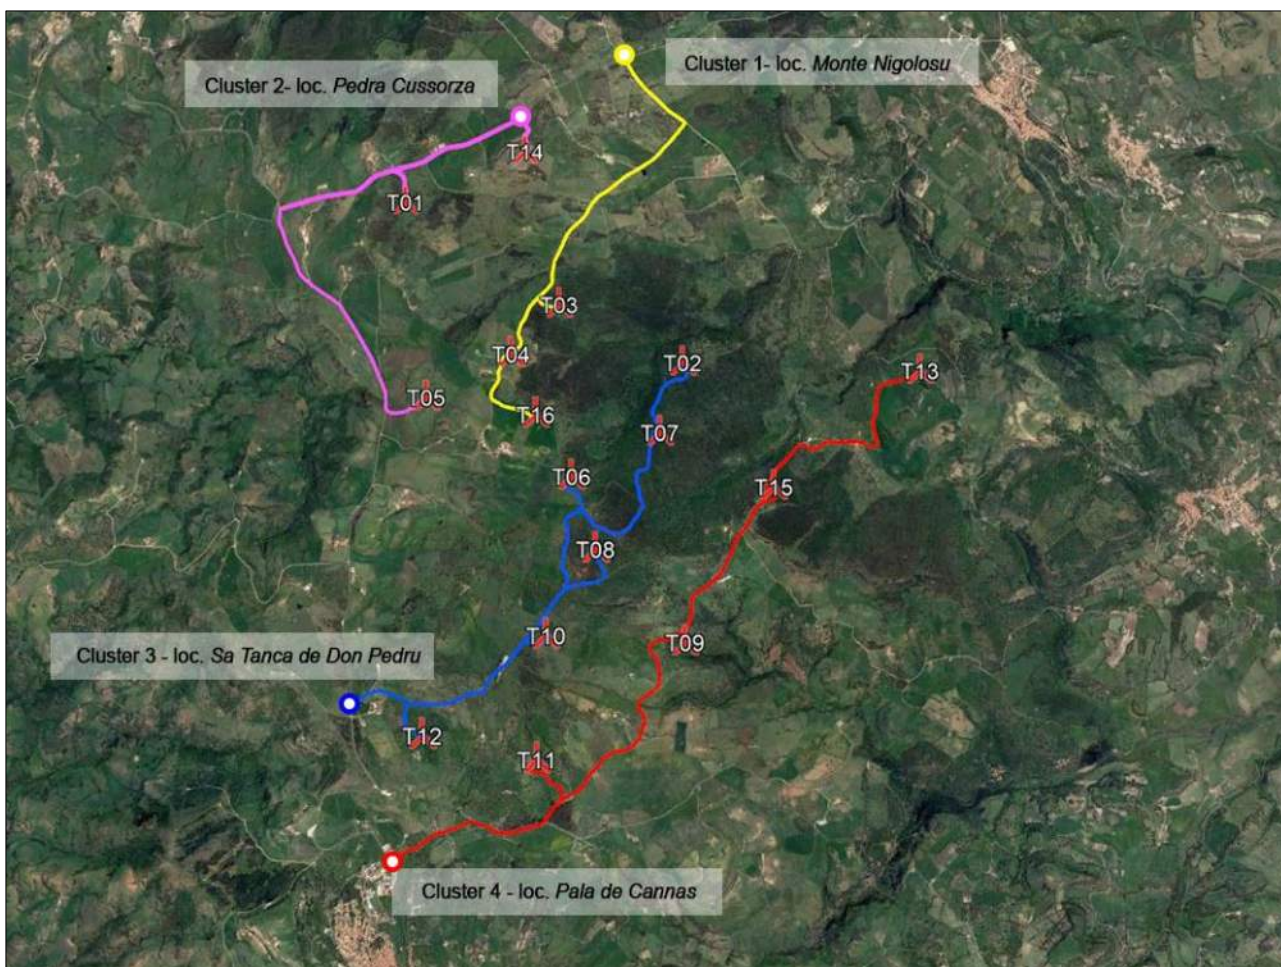 Cluster 1- loc. Monte Nigolosu
Cluster 2- loc. Pedra Cussorza
T14
T01
T03
T04
T02
T13
T05
T16
T07
T06
T15
T08
T10
T09
Cluster 3 - loc. Sa Tanca de Don Pedru
T12
T11
Cluster 4 - loc. Pala de Cannas